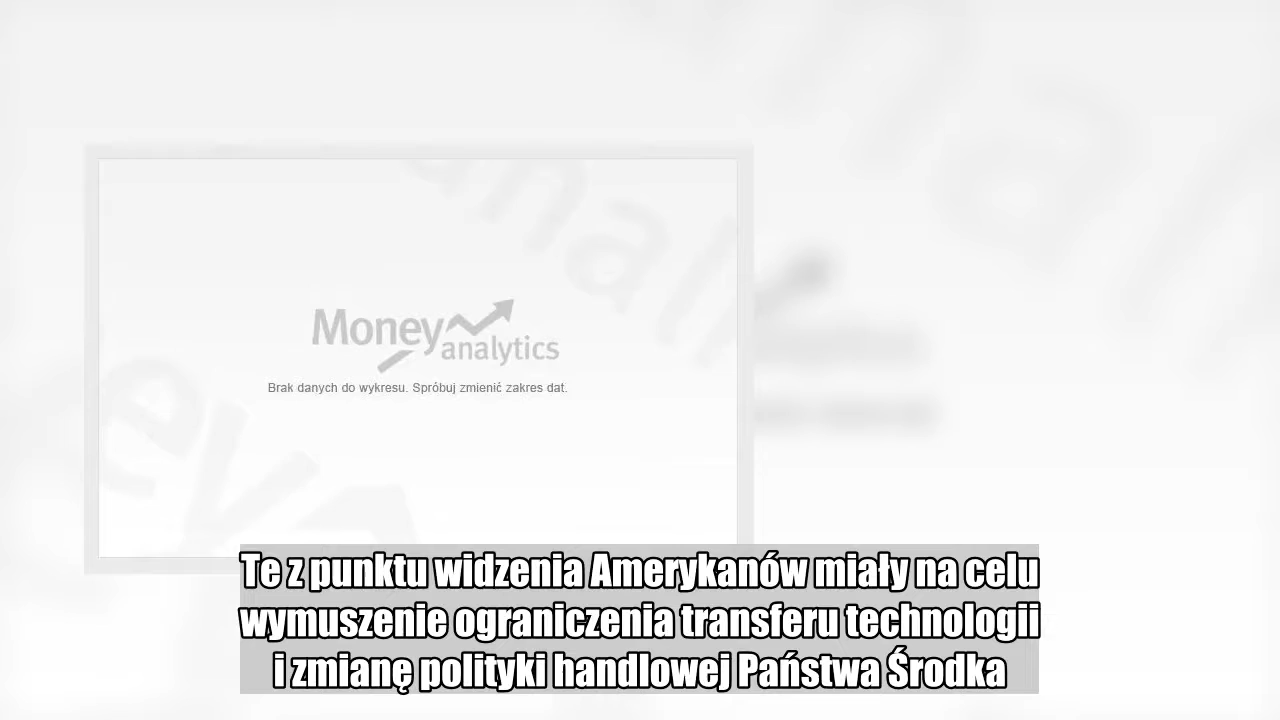 Money
analytics
Brak danych do wykresu. Spróbuj zmienić zakres dat.
Te z punktu widzenia Amerykanów miały na celu
wymuszenie ograniczenia transferu technologii
i zmianę polityki handlowej Państwa Środka